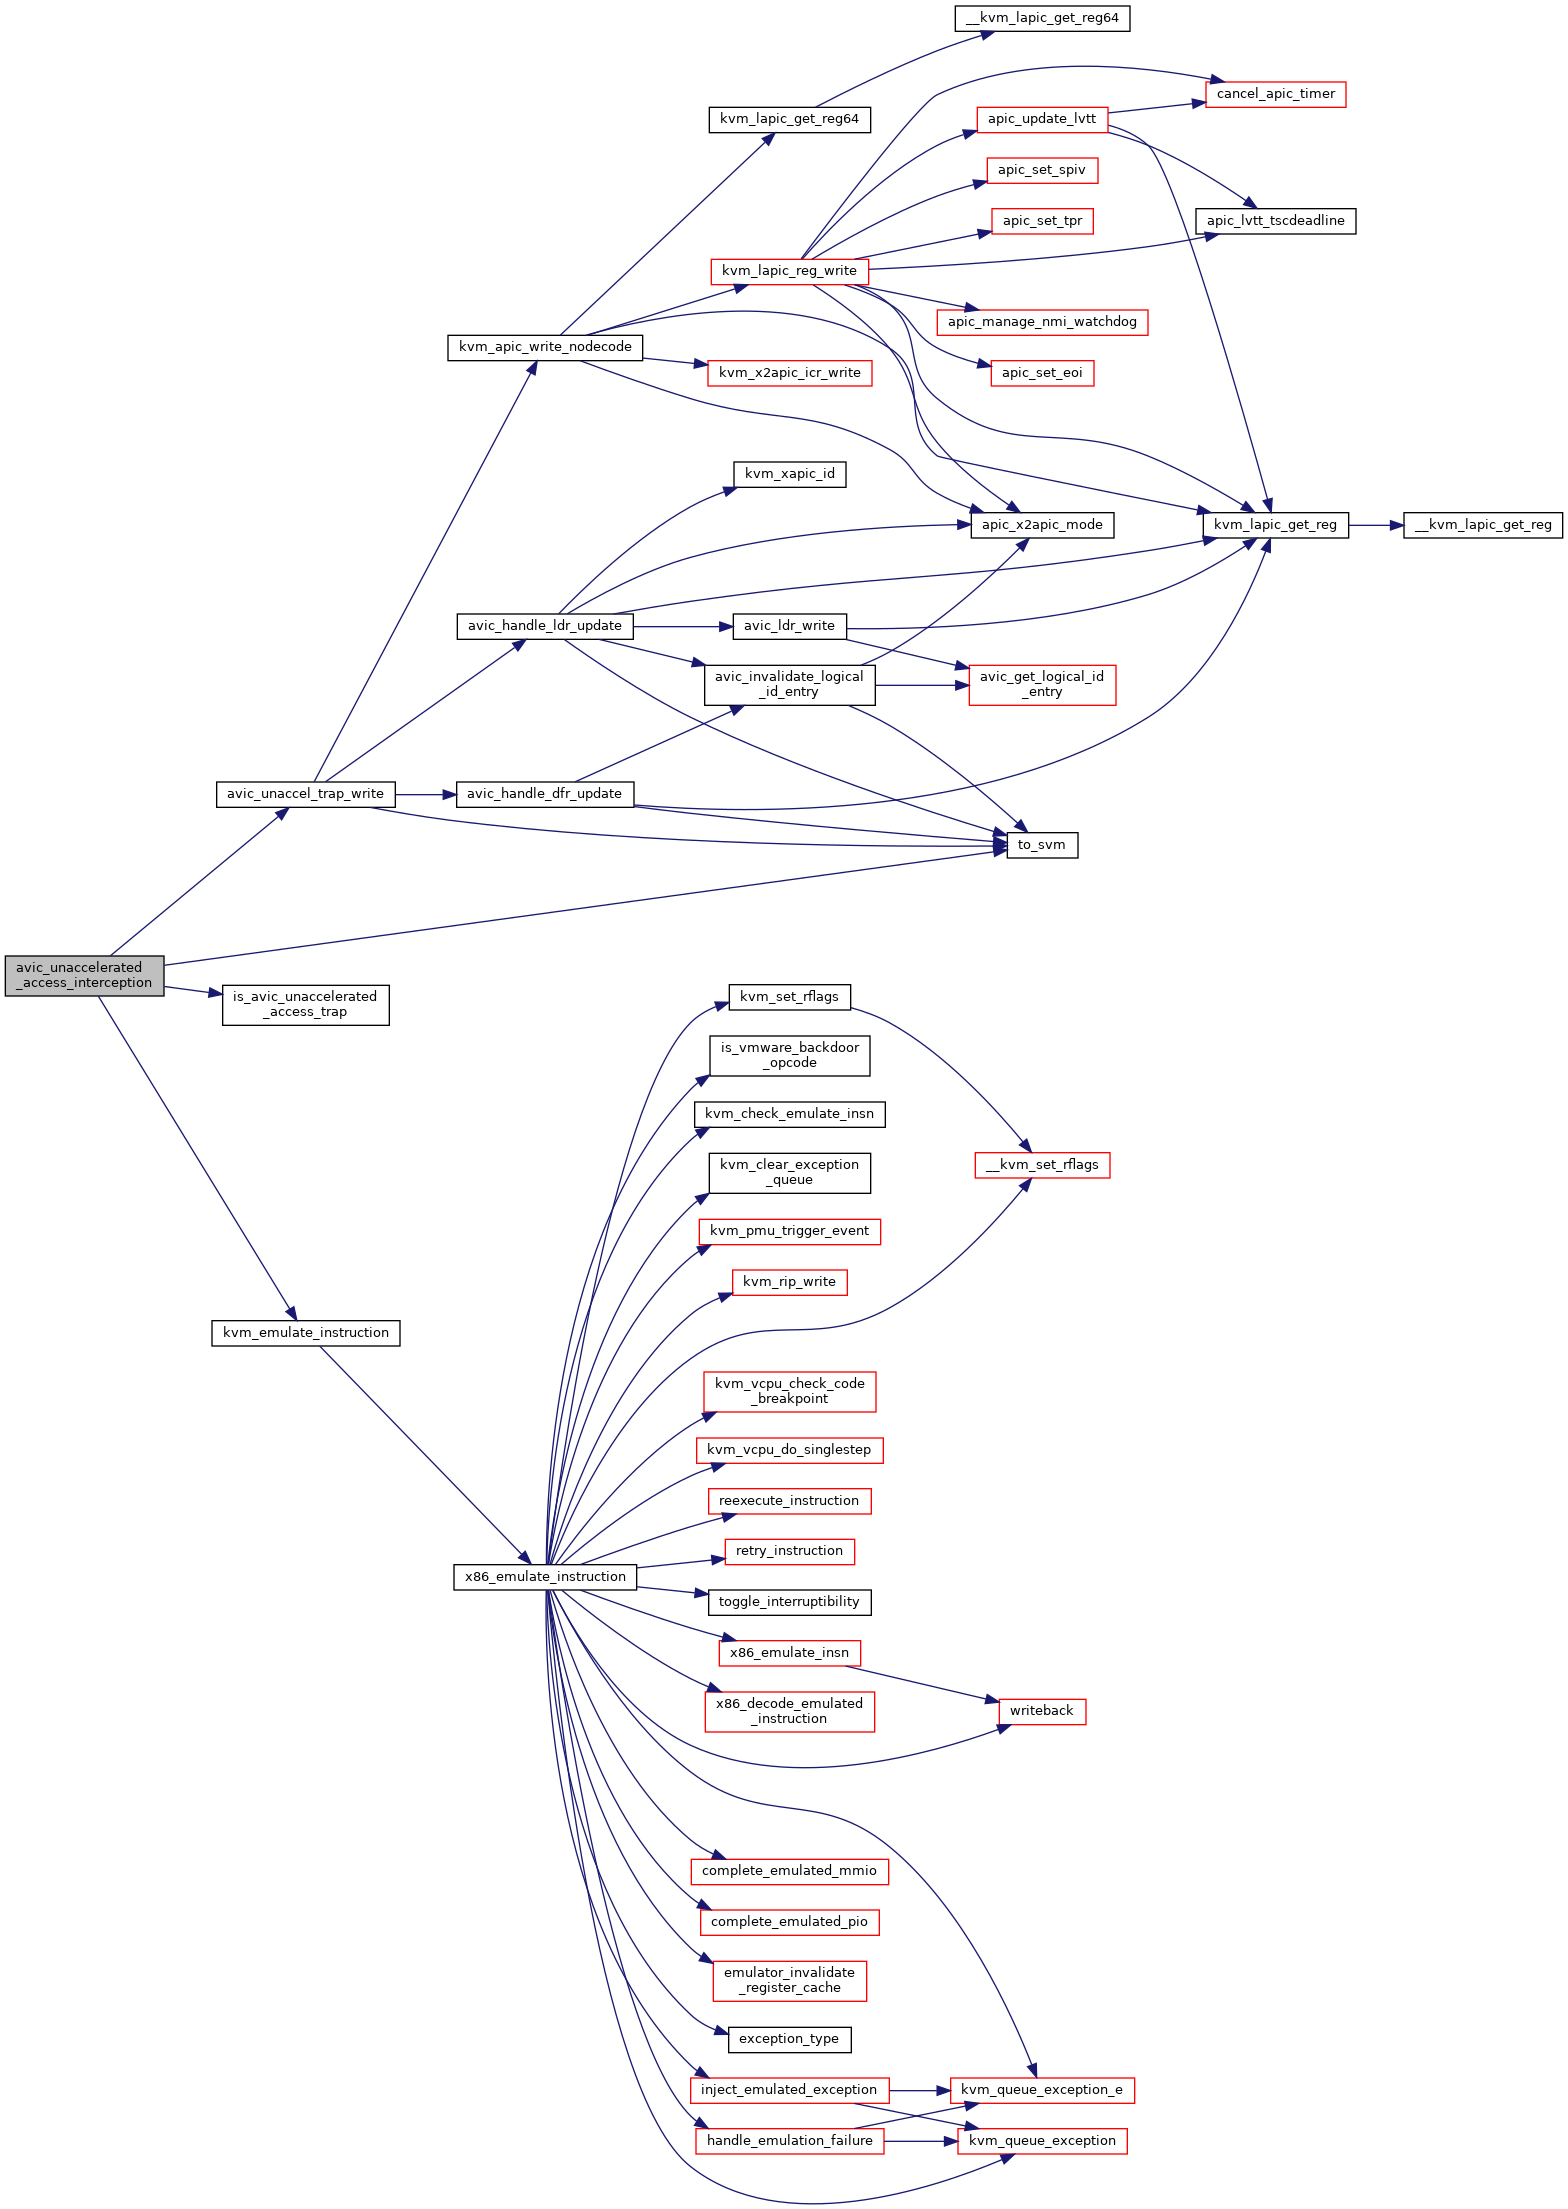 __kvm_lapic_get_reg64
cancel_apic_timer
kvm_lapic_get_reg64
apic_update_lvtt
apic_set_spiv
apic_set_tpr
apic_lvtt_tscdeadline
kvm_lapic_reg_write
apic_manage_nmi_watchdog
kvm_apic_write_nodecode
kvm_x2apic_icr_write
apic_set_eoi
kvm_xapic_id
apic_x2apic_mode
kvm_lapic_get_reg
__kvm_lapic_get_reg
avic_handle_ldr_update
avic_ldr_write
avic_invalidate_logical
_id_entry
avic_get_logical_id
_entry
avic_unaccel_trap_write
avic_handle_dfr_update
to_svm
avic_unaccelerated
_access_interception
is_avic_unaccelerated
_access_trap
kvm_set_rflags
is_vmware_backdoor
_opcode
kvm_check_emulate_insn
kvm_clear_exception
_queue
__kvm_set_rflags
kvm_pmu_trigger_event
kvm_rip_write
kvm_emulate_instruction
kvm_vcpu_check_code
_breakpoint
kvm_vcpu_do_singlestep
reexecute_instruction
retry_instruction
x86_emulate_instruction
toggle_interruptibility
x86_emulate_insn
x86_decode_emulated
_instruction
writeback
complete_emulated_mmio
complete_emulated_pio
emulator_invalidate
_register_cache
exception_type
inject_emulated_exception
kvm_queue_exception_e
handle_emulation_failure
kvm_queue_exception